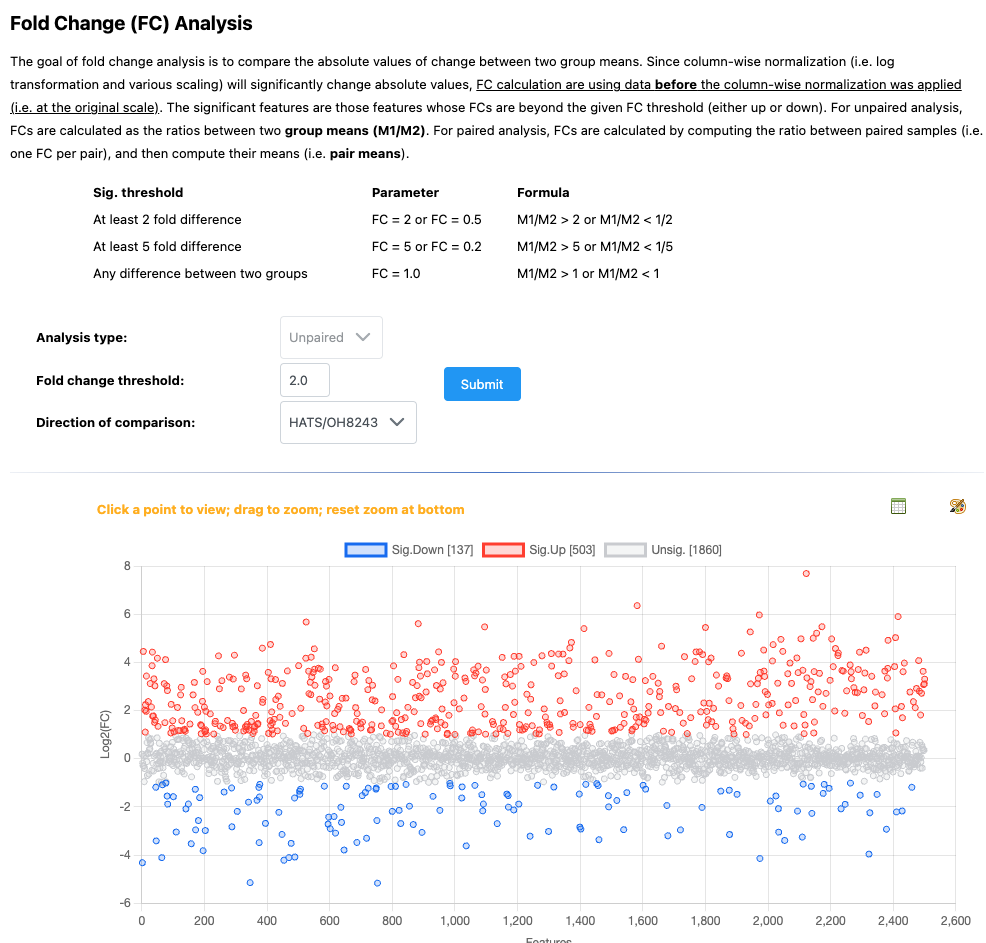 Fold Change (FC) Analysis
The goal of fold change analysis is to compare the absolute values of change between two group means. Since column-wise normalization (i.e. log
transformation and various scaling) will significantly change absolute values, FC calculation are using data before the column-wise normalization was applied
(i.e. at the original scale). The significant features are those features whose FCs are beyond the given FC threshold (either up or down). For unpaired analysis,
FCs are calculated as the ratios between two group means (M1/M2). For paired analysis, FCs are calculated by computing the ratio between paired samples (i.e.
one FC per pair), and then compute their means (i.e. pair means).
Sig. threshold Parameter Formula
At least 2 fold difference FC = 2 or FC = 0.5 M1/M2 > 2 or M1/M2 < 1/2
At least 5 fold difference FC = 5 or FC = 0.2 M1/M2 > 5 or M1/M2 < 1/5
Any difference between two groups FC = 1.0 M1/M2 > 1 or M1/M2 < 1
Analysis type: Unpaired
Fold change threshold: 2.0 Submit
Direction of comparison: HATS/OH8243
Click a point to view; drag to zoom; reset zoom at bottom
Sig.Down [137] Sig.Up [503] Unsig. [1860]
8
6
4
2
0
-2
-4
-6
Log2(FC)
0 200 400 600 800 1,000 1,200 1,400 1,600 1,800 2,000 2,200 2,400 2,600
Features